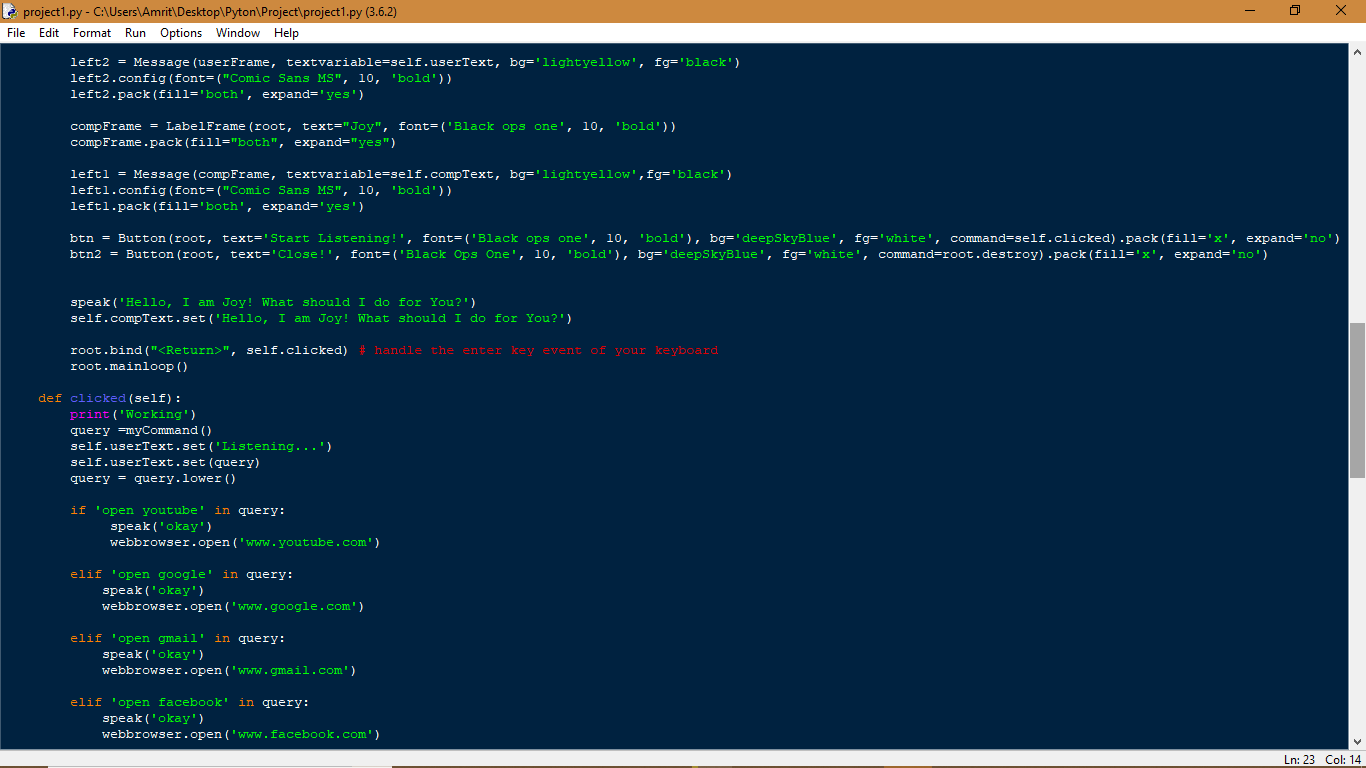 project1.py - C:\Users\Amrit\Desktop\Pyton\Project\project1.py (3.6.2)
File Edit Format Run Options Window Help
left2 = Message(userFrame, textvariable=self.userText, bg='lightyellow', fg='black')
left2.config(font=("Comic Sans MS", 10, 'bold'))
left2.pack(fill='both', expand='yes')
compFrame = LabelFrame(root, text="Joy", font=('Black ops one', 10, 'bold'))
compFrame.pack(fill="both", expand="yes")
left1 = Message(compFrame, textvariable=self.compText, bg='lightyellow',fg='black')
left1.config(font=("Comic Sans MS", 10, 'bold'))
left1.pack(fill='both', expand='yes')
btn = Button(root, text='Start Listening!', font=('Black ops one', 10, 'bold'), bg='deepSkyBlue', fg='white', command=self.clicked).pack(fill='x', expand='no')
btn2 = Button(root, text='Close!', font=('Black Ops One', 10, 'bold'), bg='deepSkyBlue', fg='white', command=root.destroy).pack(fill='x', expand='no')
speak('Hello, I am Joy! What should I do for You?')
self.compText.set('Hello, I am Joy! What should I do for You?')
root.bind("<Return>", self.clicked) # handle the enter key event of your keyboard
root.mainloop()
def clicked(self):
print('Working')
query =myCommand()
self.userText.set('Listening...')
self.userText.set(query)
query = query.lower()
if 'open youtube' in query:
speak('okay')
webbrowser.open('www.youtube.com')
elif 'open google' in query:
speak('okay')
webbrowser.open('www.google.com')
elif 'open gmail' in query:
speak('okay')
webbrowser.open('www.gmail.com')
elif 'open facebook' in query:
speak('okay')
webbrowser.open('www.facebook.com')
Ln: 23 Col: 14